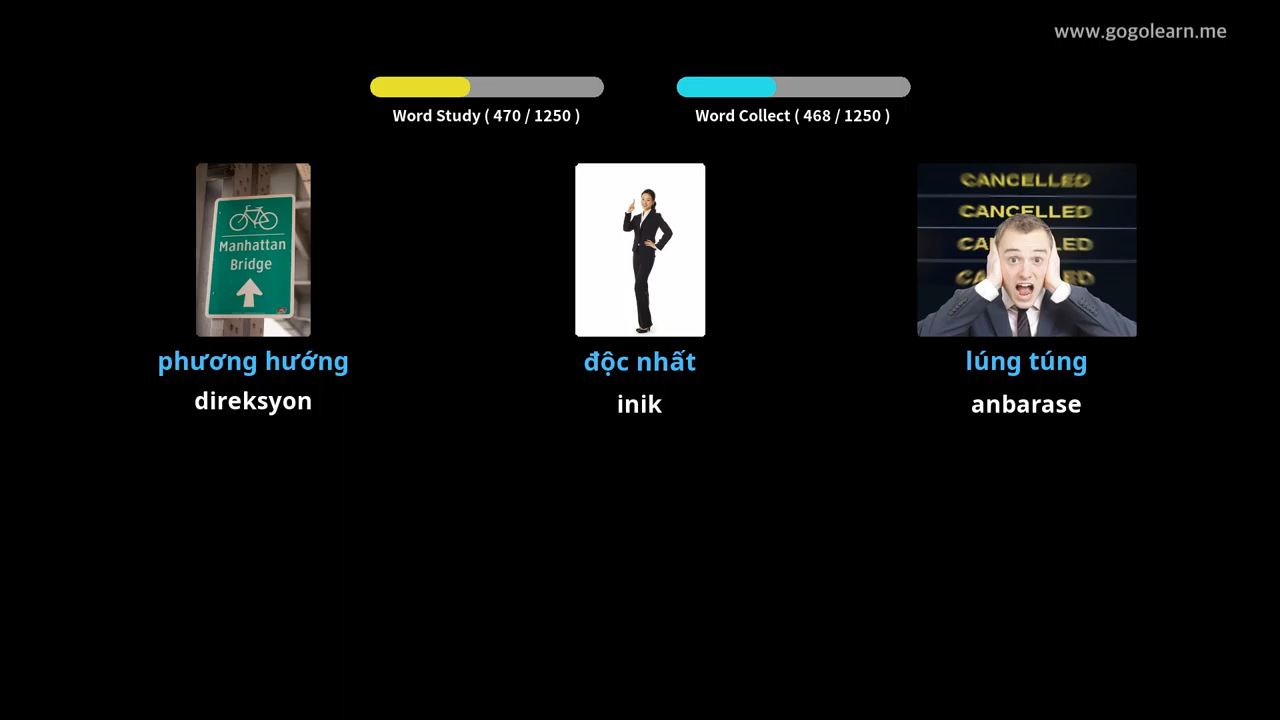 www.gogolearn.me
Word Study ( 470 / 1250 )
Word Collect ( 468 / 1250 )
Manhattan
Bridge
CANCELLED
CANCELLED
phương hướng
độc nhất
lúng túng
direksyon
inik
anbarase